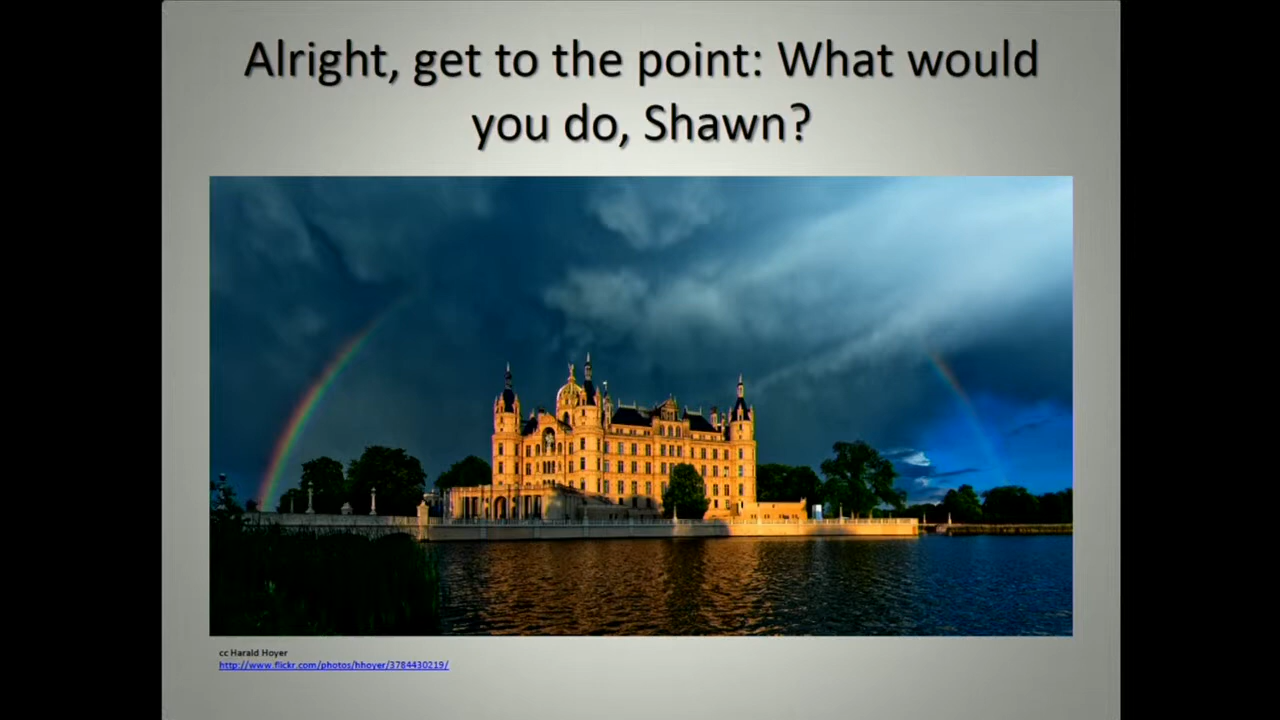 Alright, get to the point: What would
you do, Shawn?
cc Harald Hoyer
http://www.flickr.com/photos/hhoyer/3784430219/